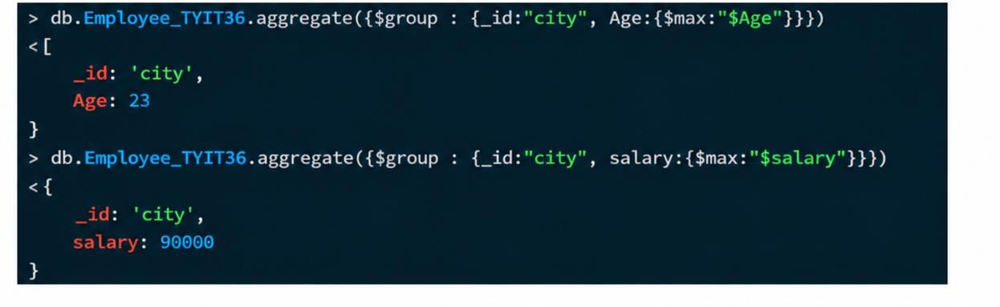 > db.Employee_TYIT36.aggregate({$group : {_id:"city", Age:{$max:"$Age"}}})
<[
_id: 'city',
Age: 23
}
> db.Employee_TYIT36.aggregate({$group : {_id:"city", salary:{$max:"$salary"}}})
<{
_id: 'city',
salary: 90000
}